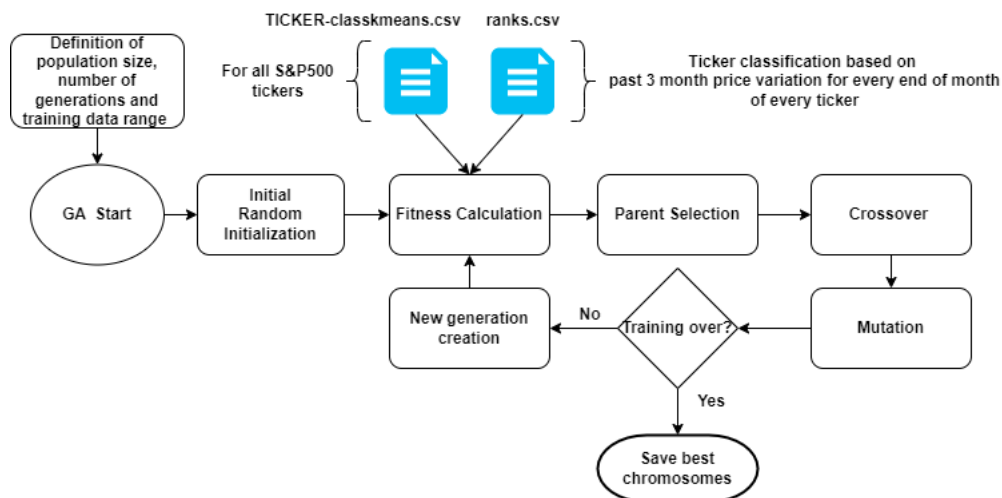 TICKER-classkmeans.csv
ranks.csv
Definition of
population size,
number of
generations and
training data range
For all S&P500
tickers
Ticker classification based on
past 3 month price variation for every end of month
of every ticker
GA Start
Initial
Random
Initialization
Fitness Calculation
Parent Selection
Crossover
New generation
creation
No
Training over?
Mutation
Yes
Save best
chromosomes